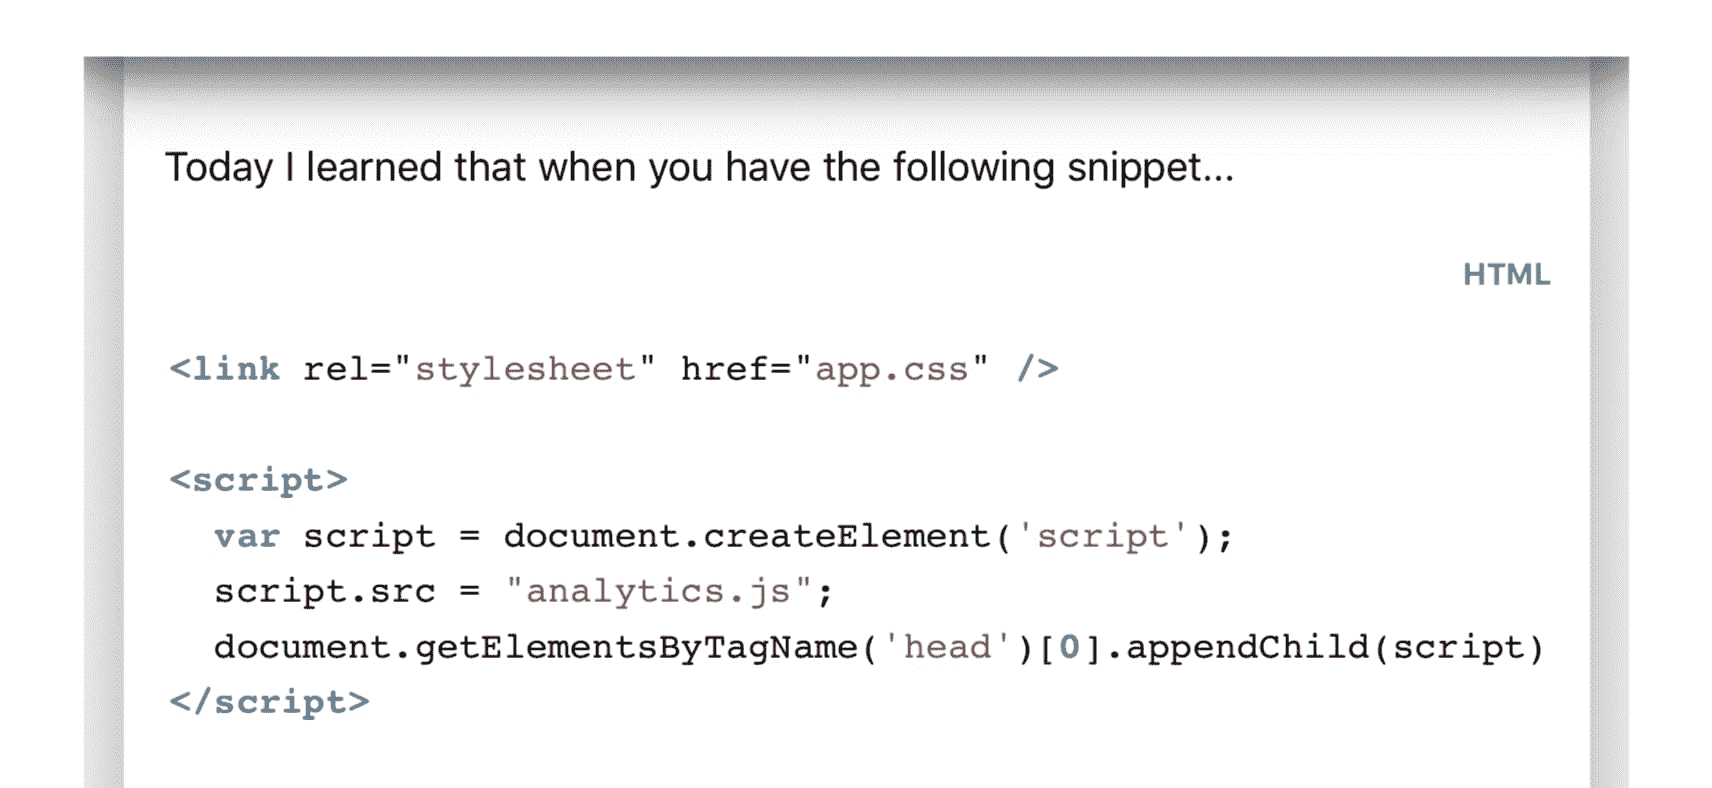 Today I learned that when you have the following snippet...
HTML
<link rel="stylesheet" href="app.css" />
<script>
var script = document.createElement('script');
script.src = "analytics.js";
document.getElementsByTagName('head')[0].appendChild(script)
</script>